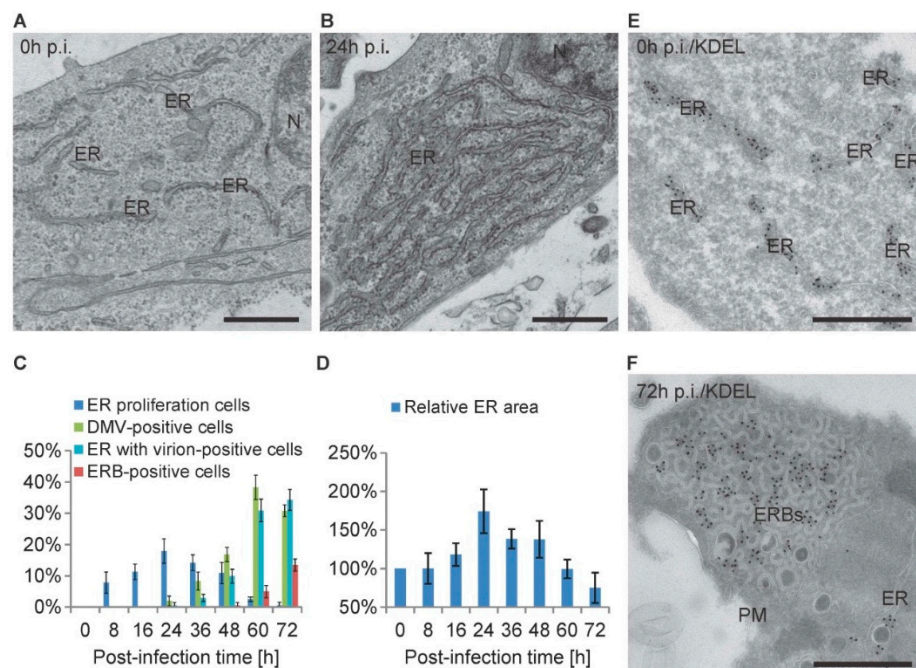 A
0h p.i.
ER
ER
ER
ER
N
B
24h p.i.
N
ER
E
0h p.i./KDEL
ER
ER
ER
ER
ER
ER
ER
C
ER proliferation cells
DMV-positive cells
ER with virion-positive cells
ERB-positive cells
50%
40%
30%
20%
10%
0%
0 8 16 24 36 48 60 72
Post-infection time [h]
D
Relative ER area
250%
200%
150%
100%
50%
0 8 16 24 36 48 60 72
Post-infection time [h]
F
72h p.i./KDEL
ERBs
ER
PM